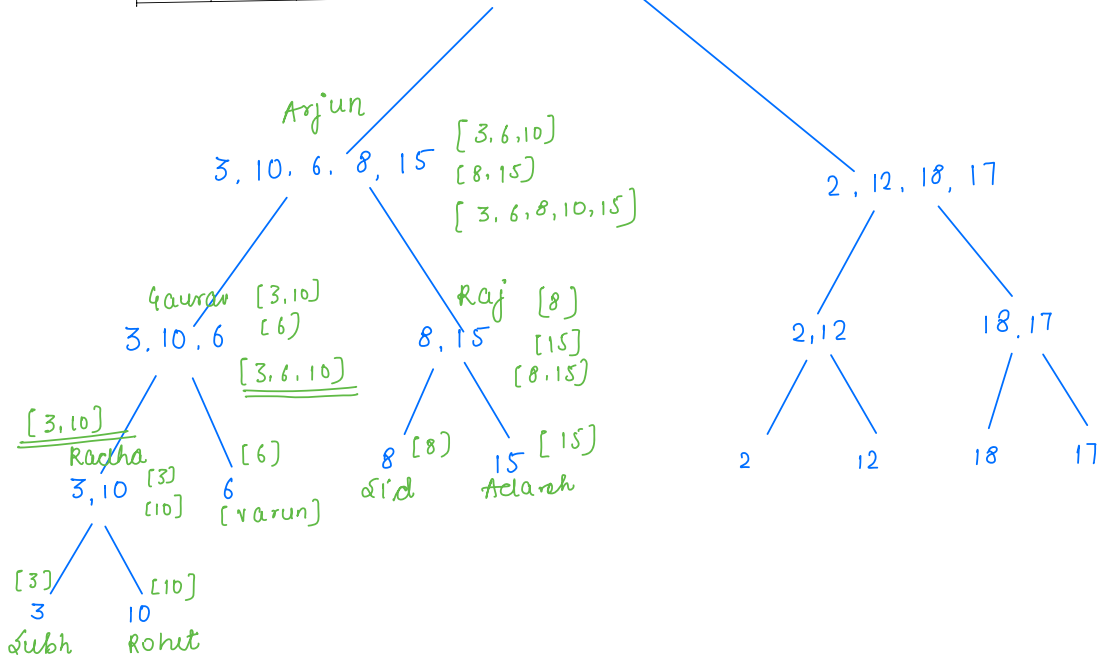 Arjun
[3,6,10]
3, 10, 6, 8, 15
[8,15]
[3,6,8,10,15]
2, 12, 18, 17
Gaurav
[3,10]
[6]
3, 10, 6
[3,6,10]
Raj
[8]
8, 15
[15]
[8,15]
2,12
18,17
[3,10]
Radha
[3]
3,10
[10]
[6]
6
[varun]
[8]
8
Sid
[15]
15
Adarsh
2
12
18
17
[3]
3
Subh
[10]
10
Rohit